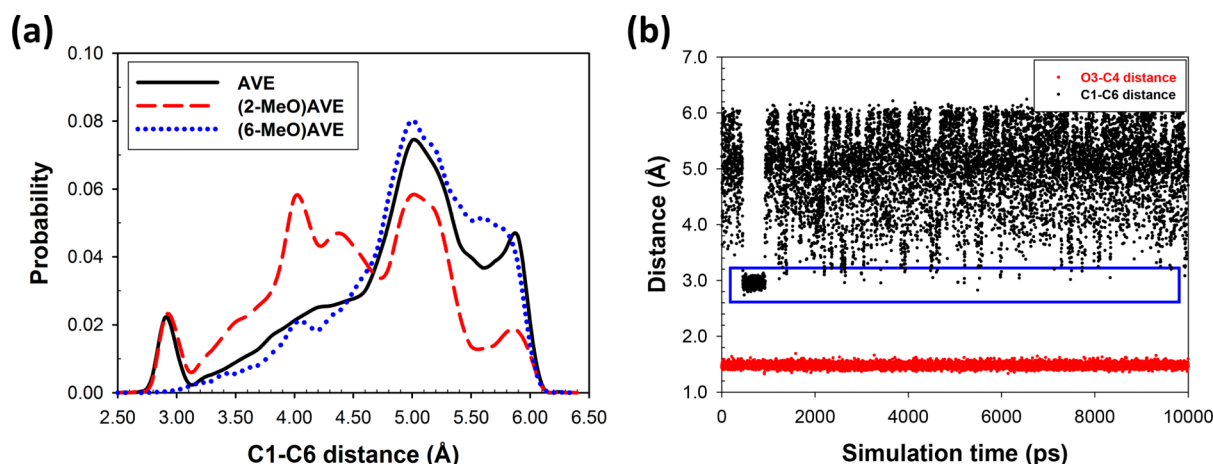 (a)
Probability
0.10
0.08
0.06
0.04
0.02
0.00
AVE
(2-MeO)AVE
(6-MeO)AVE
2.50 3.00 3.50 4.00 4.50 5.00 5.50 6.00 6.50
C1-C6 distance (Å)
(b)
Distance (Å)
7.0
6.0
5.0
4.0
3.0
2.0
1.0
O3-C4 distance
C1-C6 distance
0 2000 4000 6000 8000 10000
Simulation time (ps)